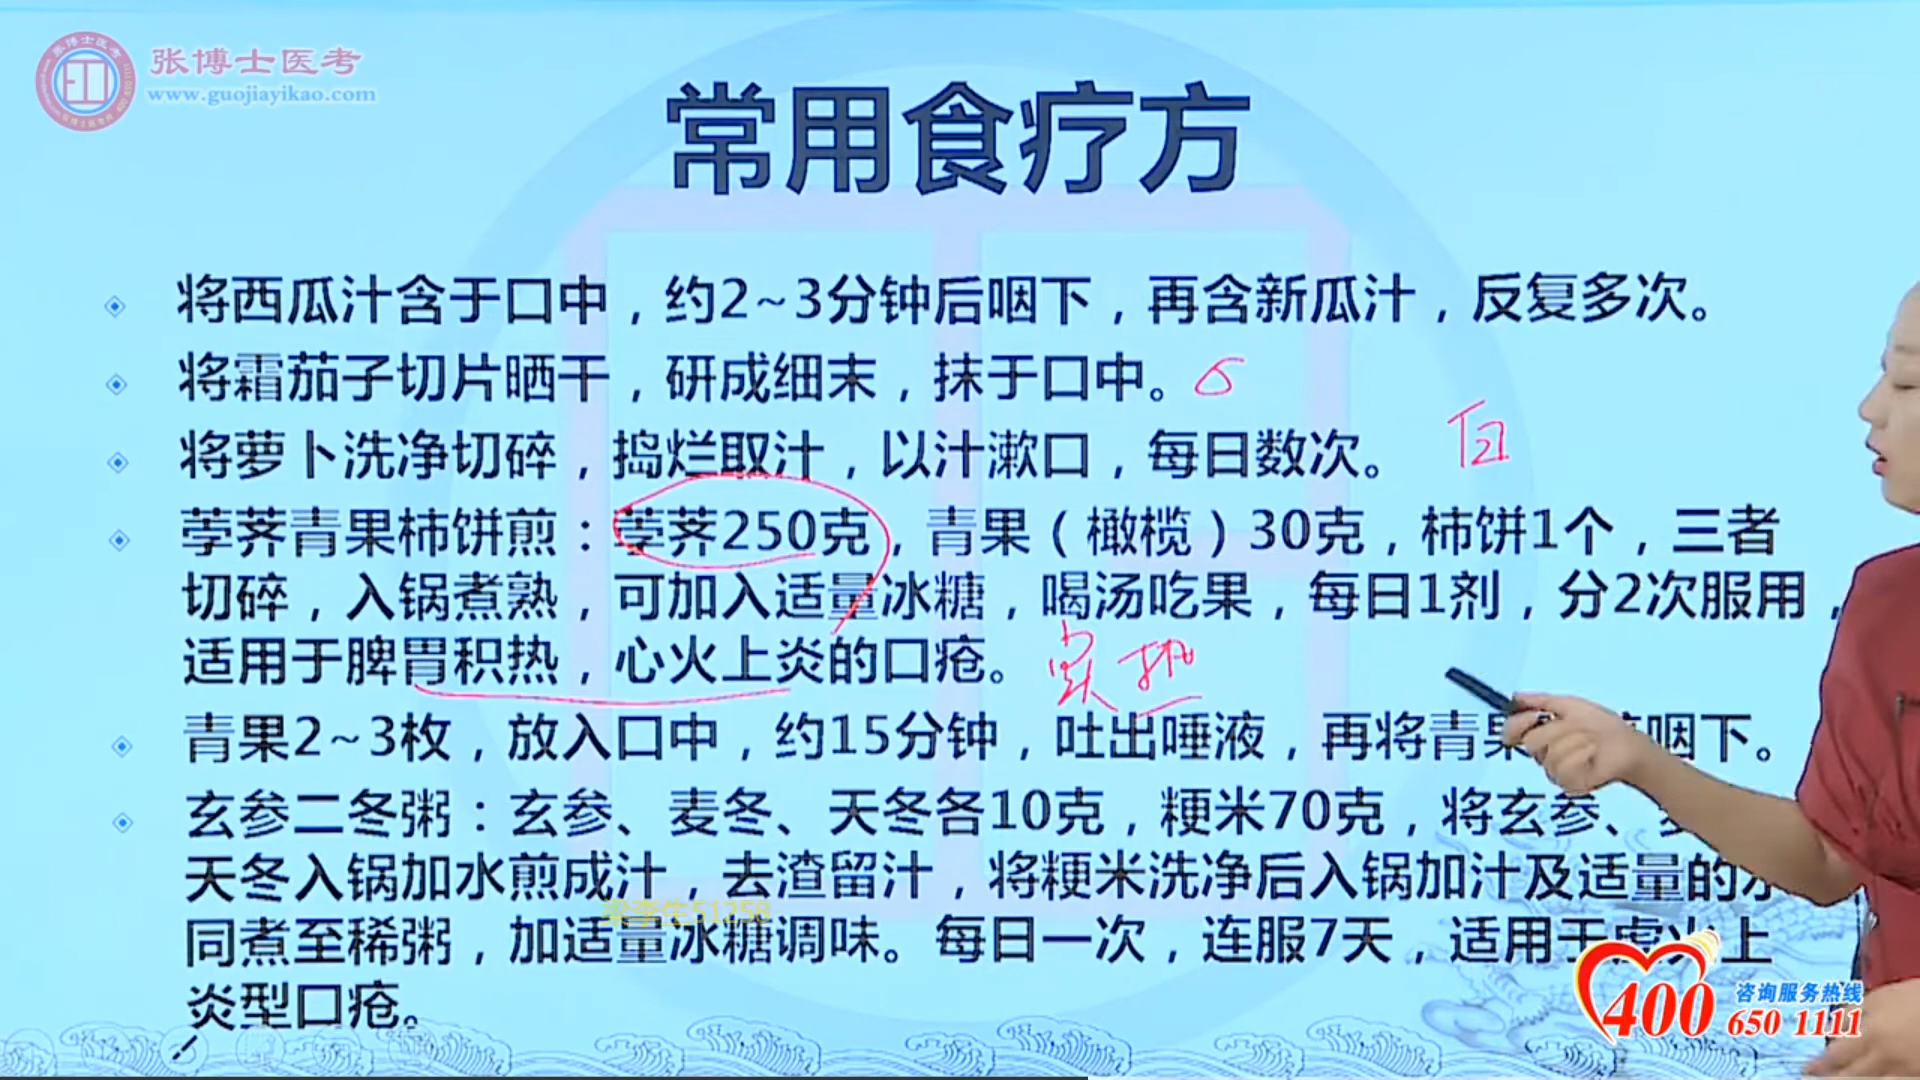 张博士医考
www.guojiayikao.com
常用食疗方
将西瓜汁含于口中，约2~3分钟后咽下，再含新瓜汁，反复多次。
将霜茄子切片晒干，研成细末，抹于口中。
将萝卜洗净切碎，捣烂取汁，以汁漱口，每日数次。
白
荸荠青果柿饼煎：荸荠250克，青果（橄榄）30克，柿饼1个，三者
切碎，入锅煮熟，可加入适量冰糖，喝汤吃果，每日1剂，分2次服用，
适用于脾胃积热，心火上炎的口疮。
实热
青果2~3枚，放入口中，约15分钟，吐出唾液，再将青果 咽下。
玄参二冬粥：玄参、麦冬、天冬各10克，粳米70克，将玄参、
天冬入锅加水煎成汁，去渣留汁，将粳米洗净后入锅加汁及适量的水
同煮至稀粥，加适量冰糖调味。每日一次，连服7天，适用于虚火上
炎型口疮。
51258
400 650 1111
咨询服务热线